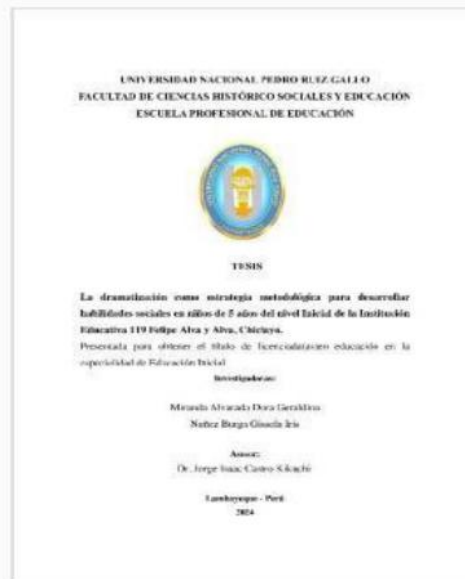 UNIVERSIDAD NACIONAL PEDRO RUIZ GALLO
FACULTAD DE CIENCIAS HISTÓRICO SOCIALES Y EDUCACIÓN
ESCUELA PROFESIONAL DE EDUCACIÓN
TESIS
La dramatización como estrategia metodológica para desarrollar
habilidades sociales en niños de 5 años del nivel Inicial de la Institución
Educativa 119 Felipe Alva y Alva, Chiclayo.
Presentada para obtener el título de en educación en la
especialidad de Educación Inicial
Investigadoras:
Miranda Alvarado Dora Geraldina
Nuñez Burga Gissela Iris
Asesor:
Dr. Jorge Isaac Castro Kikuchi
Lambayeque - Perú
2024